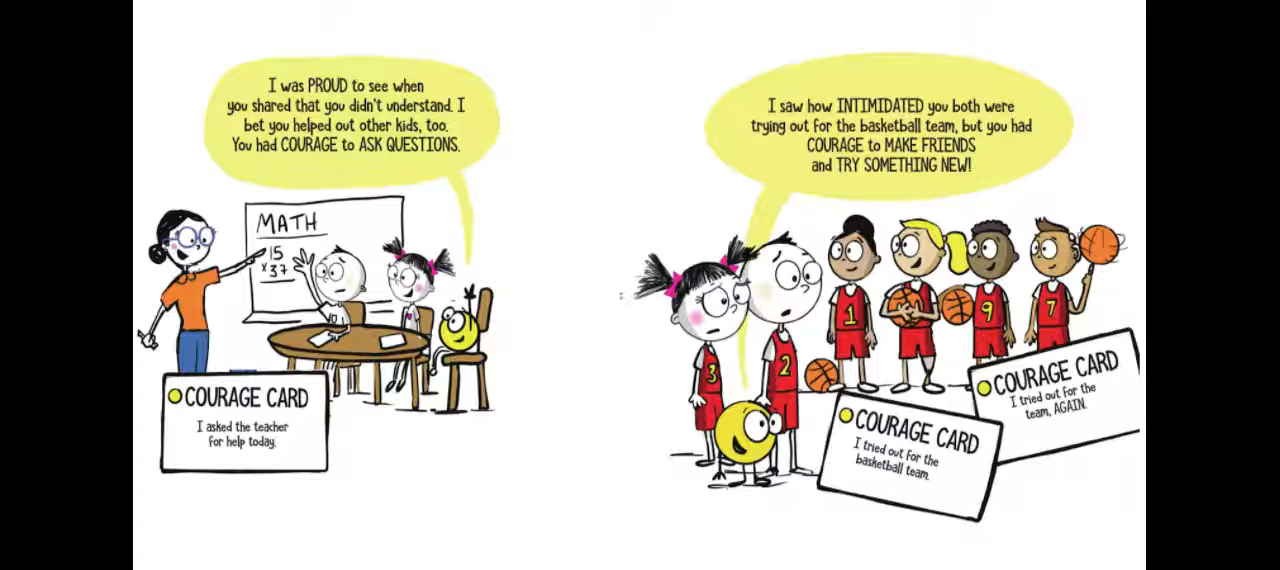 I was PROUD to see when
you shared that you didn't understand. I
bet you helped out other kids, too.
You had COURAGE to ASK QUESTIONS.
MATH
15
x 37
COURAGE CARD
I asked the teacher
for help today.
I saw how INTIMIDATED you both were
trying out for the basketball team, but you had
COURAGE to MAKE FRIENDS
and TRY SOMETHING NEW!
3
2
1
9
7
COURAGE CARD
I tried out for the
basketball team.
COURAGE CARD
I tried out for the
team, AGAIN.